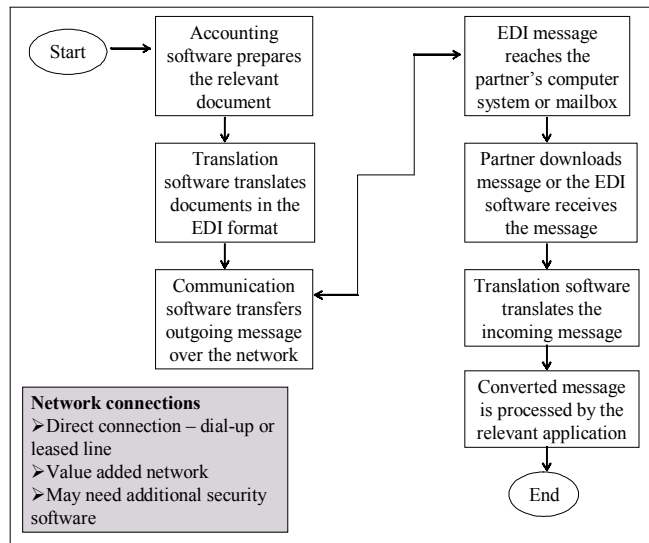 Start
Accounting
software prepares
the relevant
document
Translation
software translates
documents in the
EDI format
Communication
software transfers
outgoing message
over the network
Network connections
➢Direct connection – dial-up or
leased line
➢Value added network
➢May need additional security
software
EDI message
reaches the
partner’s computer
system or mailbox
Partner downloads
message or the EDI
software receives
the message
Translation software
translates the
incoming message
Converted message
is processed by the
relevant application
End